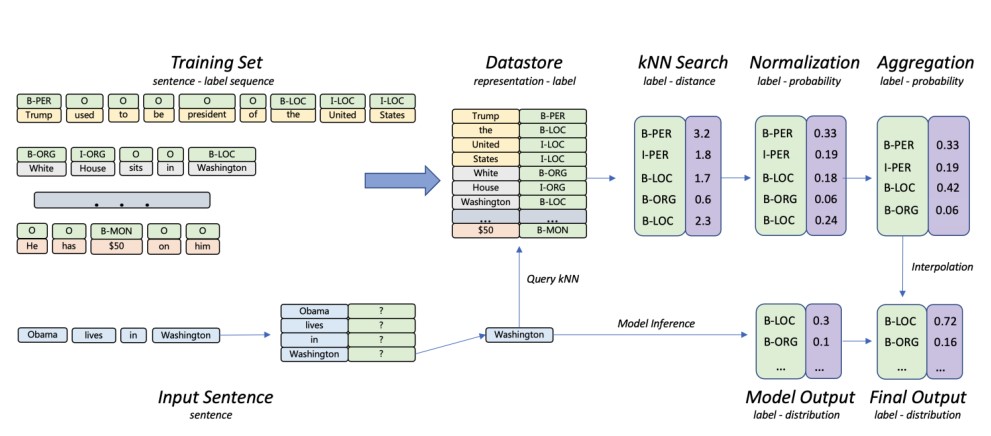 Training Set
sentence - label sequence
B-PER O O O O O B-LOC I-LOC I-LOC
Trump used to be president of the United States
B-ORG I-ORG O O B-LOC
White House sits in Washington
. . .
O O B-MON O O
He has $50 on him
Datastore
representation - label
Trump B-PER
the B-LOC
United I-LOC
States I-LOC
White B-ORG
House I-ORG
Washington B-LOC
... ...
$50 B-MON
kNN Search
label - distance
B-PER 3.2
I-PER 1.8
B-LOC 1.7
B-ORG 0.6
B-LOC 2.3
Normalization
label - probability
B-PER 0.33
I-PER 0.19
B-LOC 0.18
B-ORG 0.06
B-LOC 0.24
Aggregation
label - probability
B-PER 0.33
I-PER 0.19
B-LOC 0.42
B-ORG 0.06
Interpolation
Query kNN
Obama lives in Washington
Obama ?
lives ?
in ?
Washington ?
Washington
Model Inference
B-LOC 0.3
B-ORG 0.1
... ...
B-LOC 0.72
B-ORG 0.16
... ...
Input Sentence
sentence
Model Output
label - distribution
Final Output
label - distribution